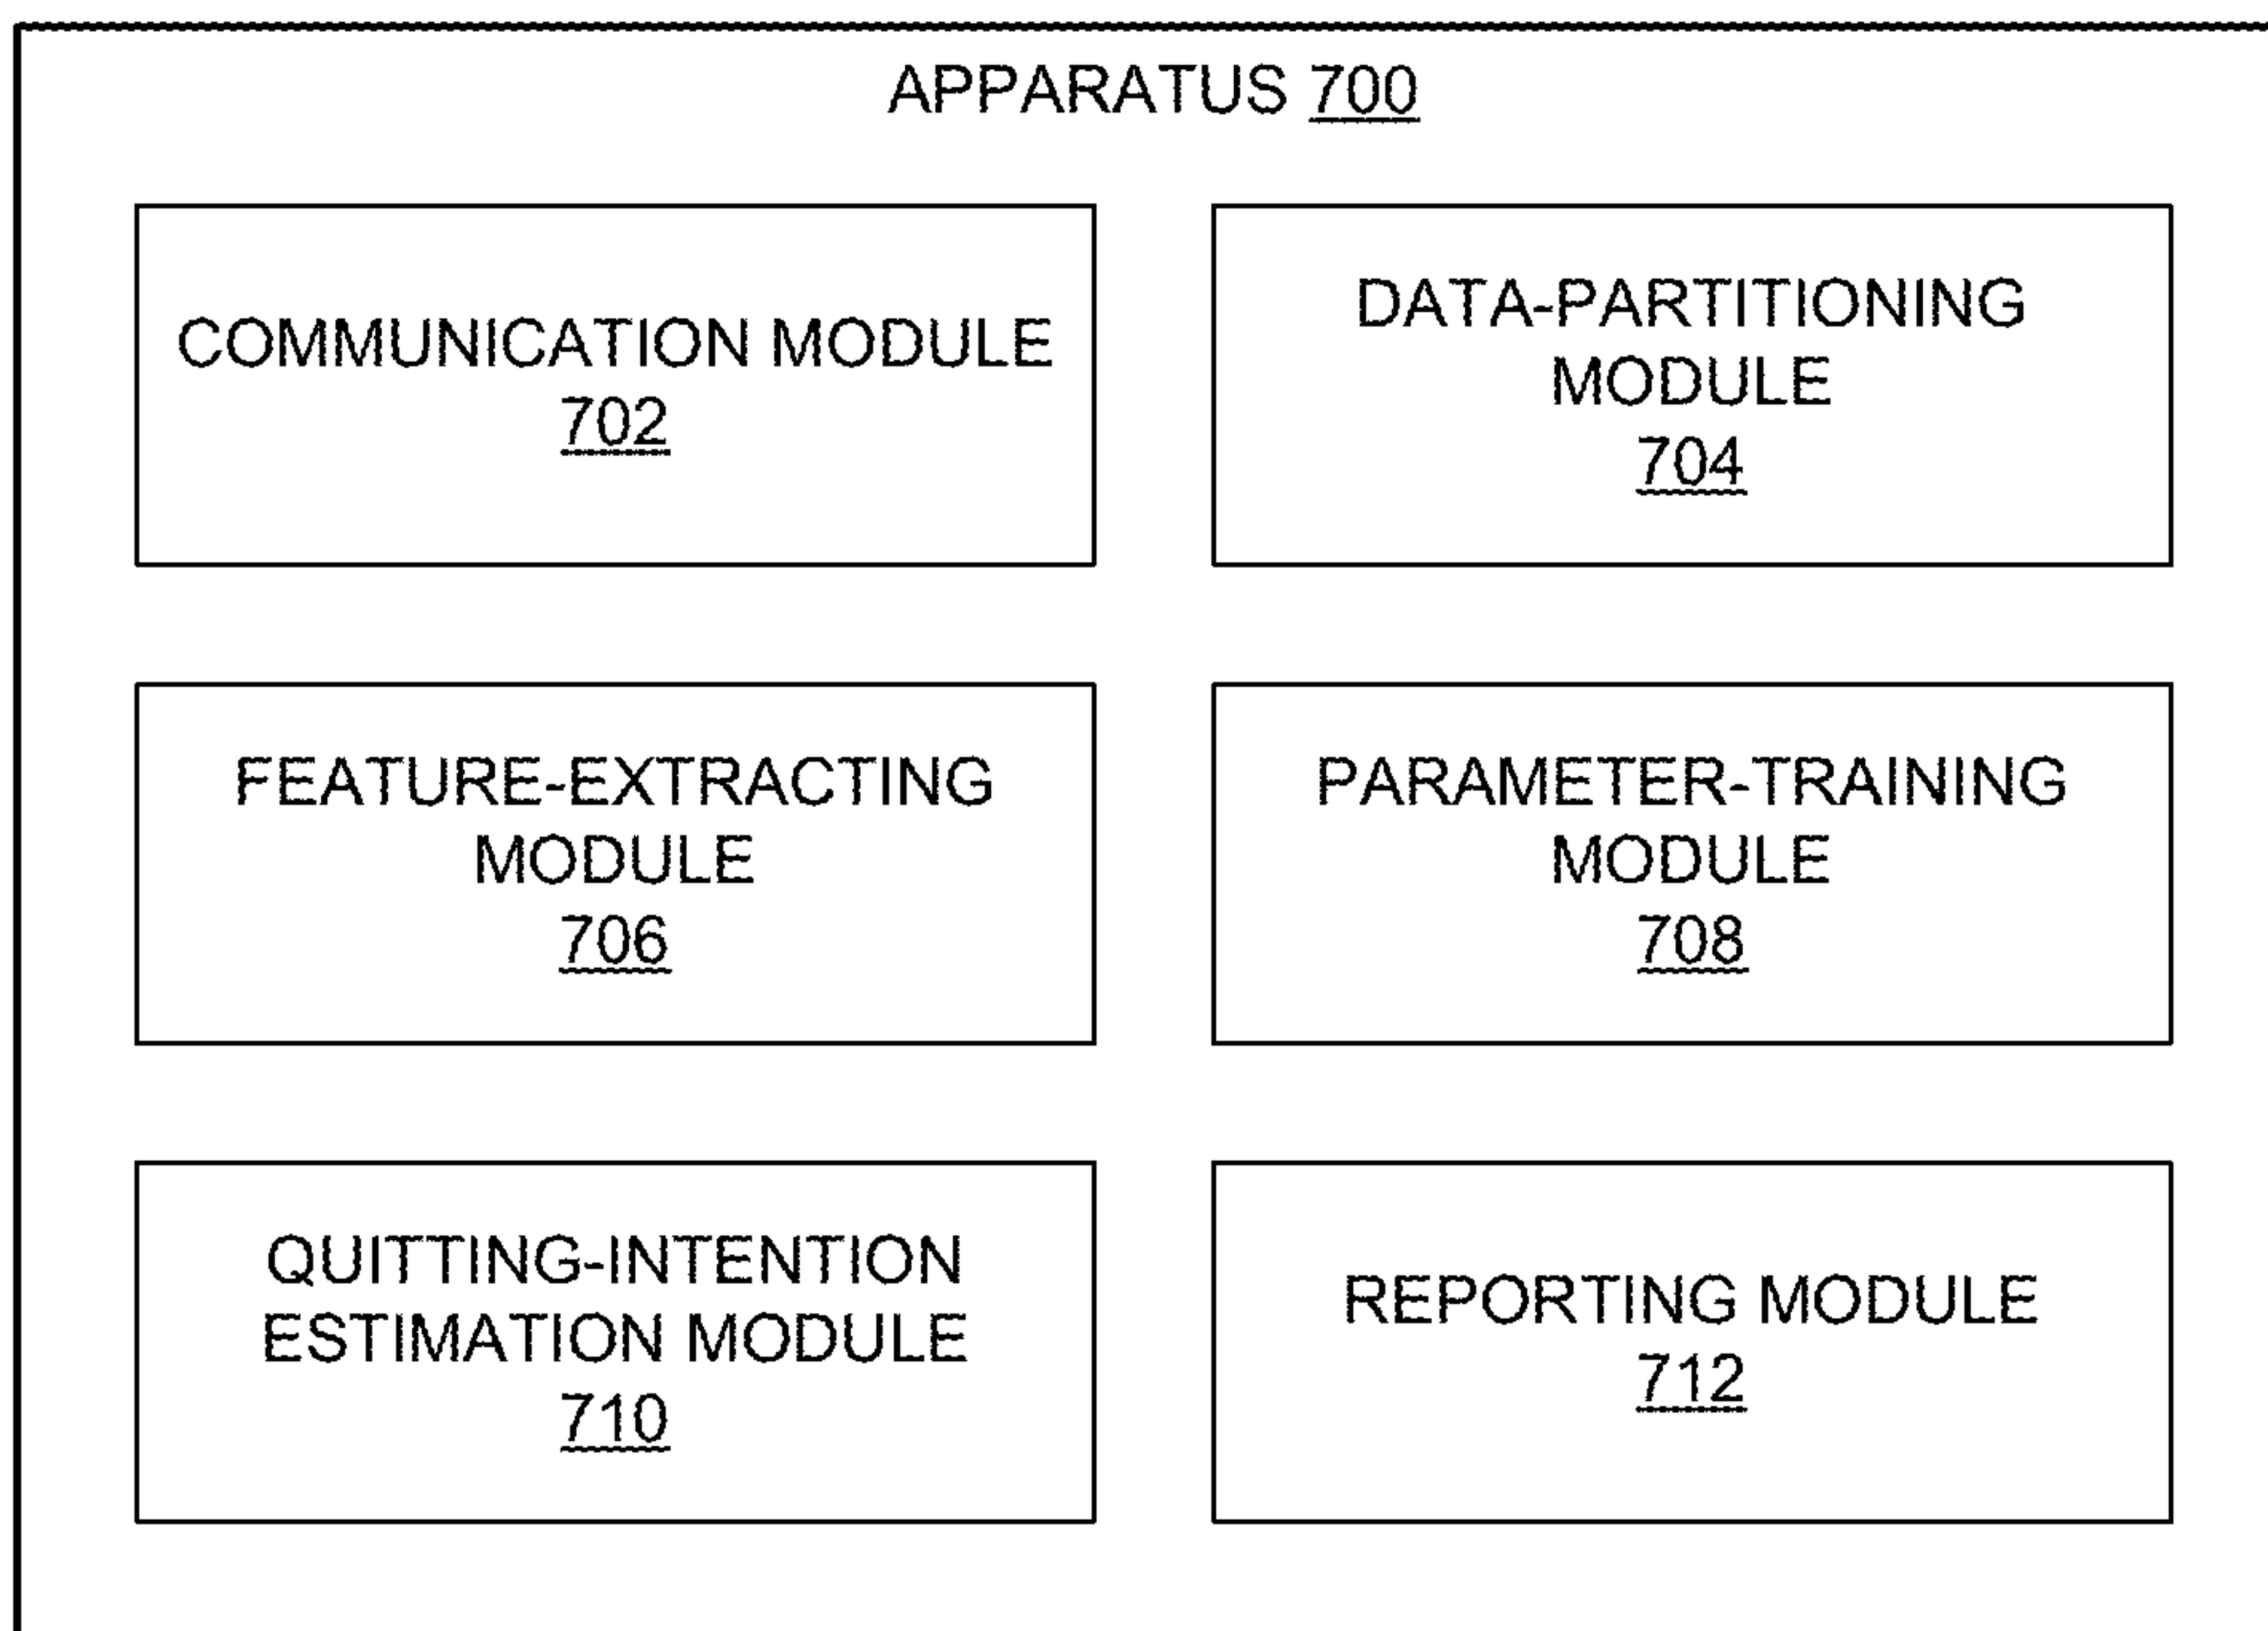 APPARATUS 700
COMMUNICATION MODULE
702
DATA-PARTITIONING
MODULE
704
FEATURE-EXTRACTING
MODULE
706
PARAMETER-TRAINING
MODULE
708
QUITTING-INTENTION
ESTIMATION MODULE
710
REPORTING MODULE
712